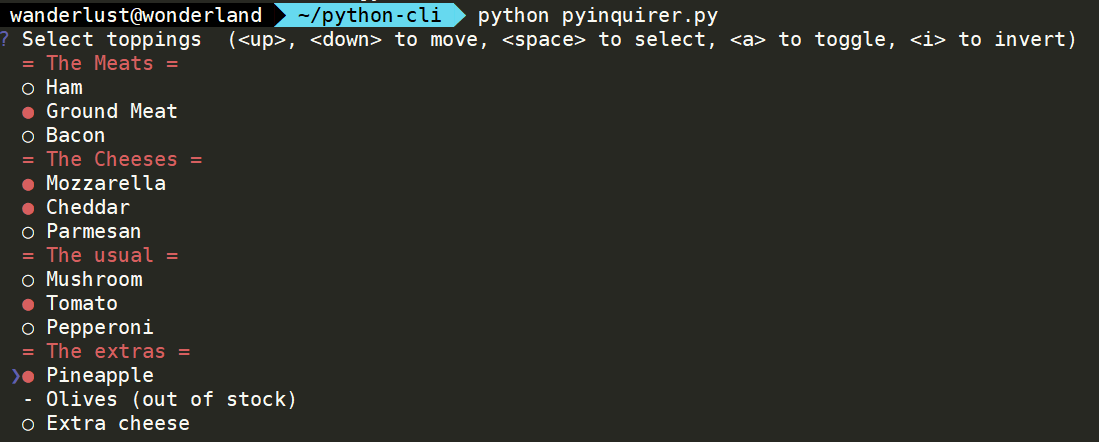 wanderlust@wonderland ~/python-cli python pyinquirer.py
? Select toppings (<up>, <down> to move, <space> to select, <a> to toggle, <i> to invert)
= The Meats =
○ Ham
● Ground Meat
○ Bacon
= The Cheeses =
● Mozzarella
● Cheddar
○ Parmesan
= The usual =
○ Mushroom
● Tomato
○ Pepperoni
= The extras =
❯● Pineapple
- Olives (out of stock)
○ Extra cheese